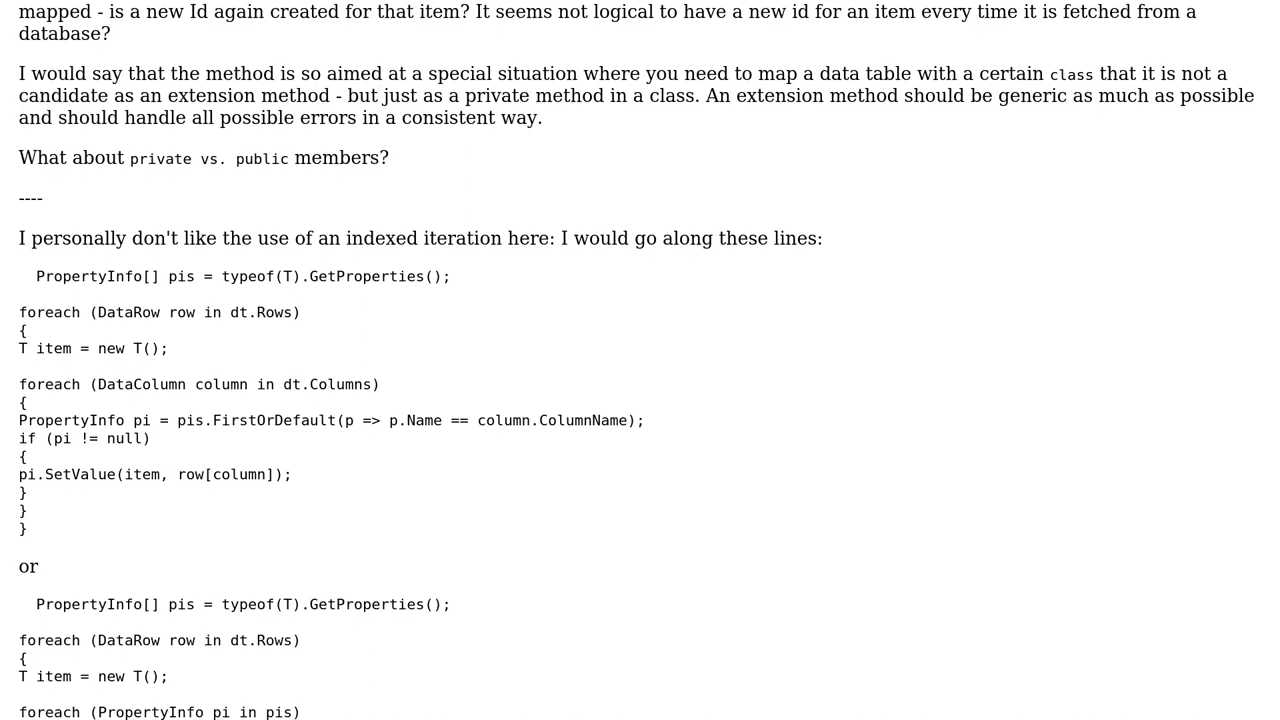 mapped - is a new Id again created for that item? It seems not logical to have a new id for an item every time it is fetched from a
database?
I would say that the method is so aimed at a special situation where you need to map a data table with a certain class that it is not a
candidate as an extension method - but just as a private method in a class. An extension method should be generic as much as possible
and should handle all possible errors in a consistent way.
What about private vs. public members?
----
I personally don't like the use of an indexed iteration here: I would go along these lines:
PropertyInfo[] pis = typeof(T).GetProperties();
foreach (DataRow row in dt.Rows)
{
T item = new T();
foreach (DataColumn column in dt.Columns)
{
PropertyInfo pi = pis.FirstOrDefault(p => p.Name == column.ColumnName);
if (pi != null)
{
pi.SetValue(item, row[column]);
}
}
}
or
PropertyInfo[] pis = typeof(T).GetProperties();
foreach (DataRow row in dt.Rows)
{
T item = new T();
foreach (PropertyInfo pi in pis)